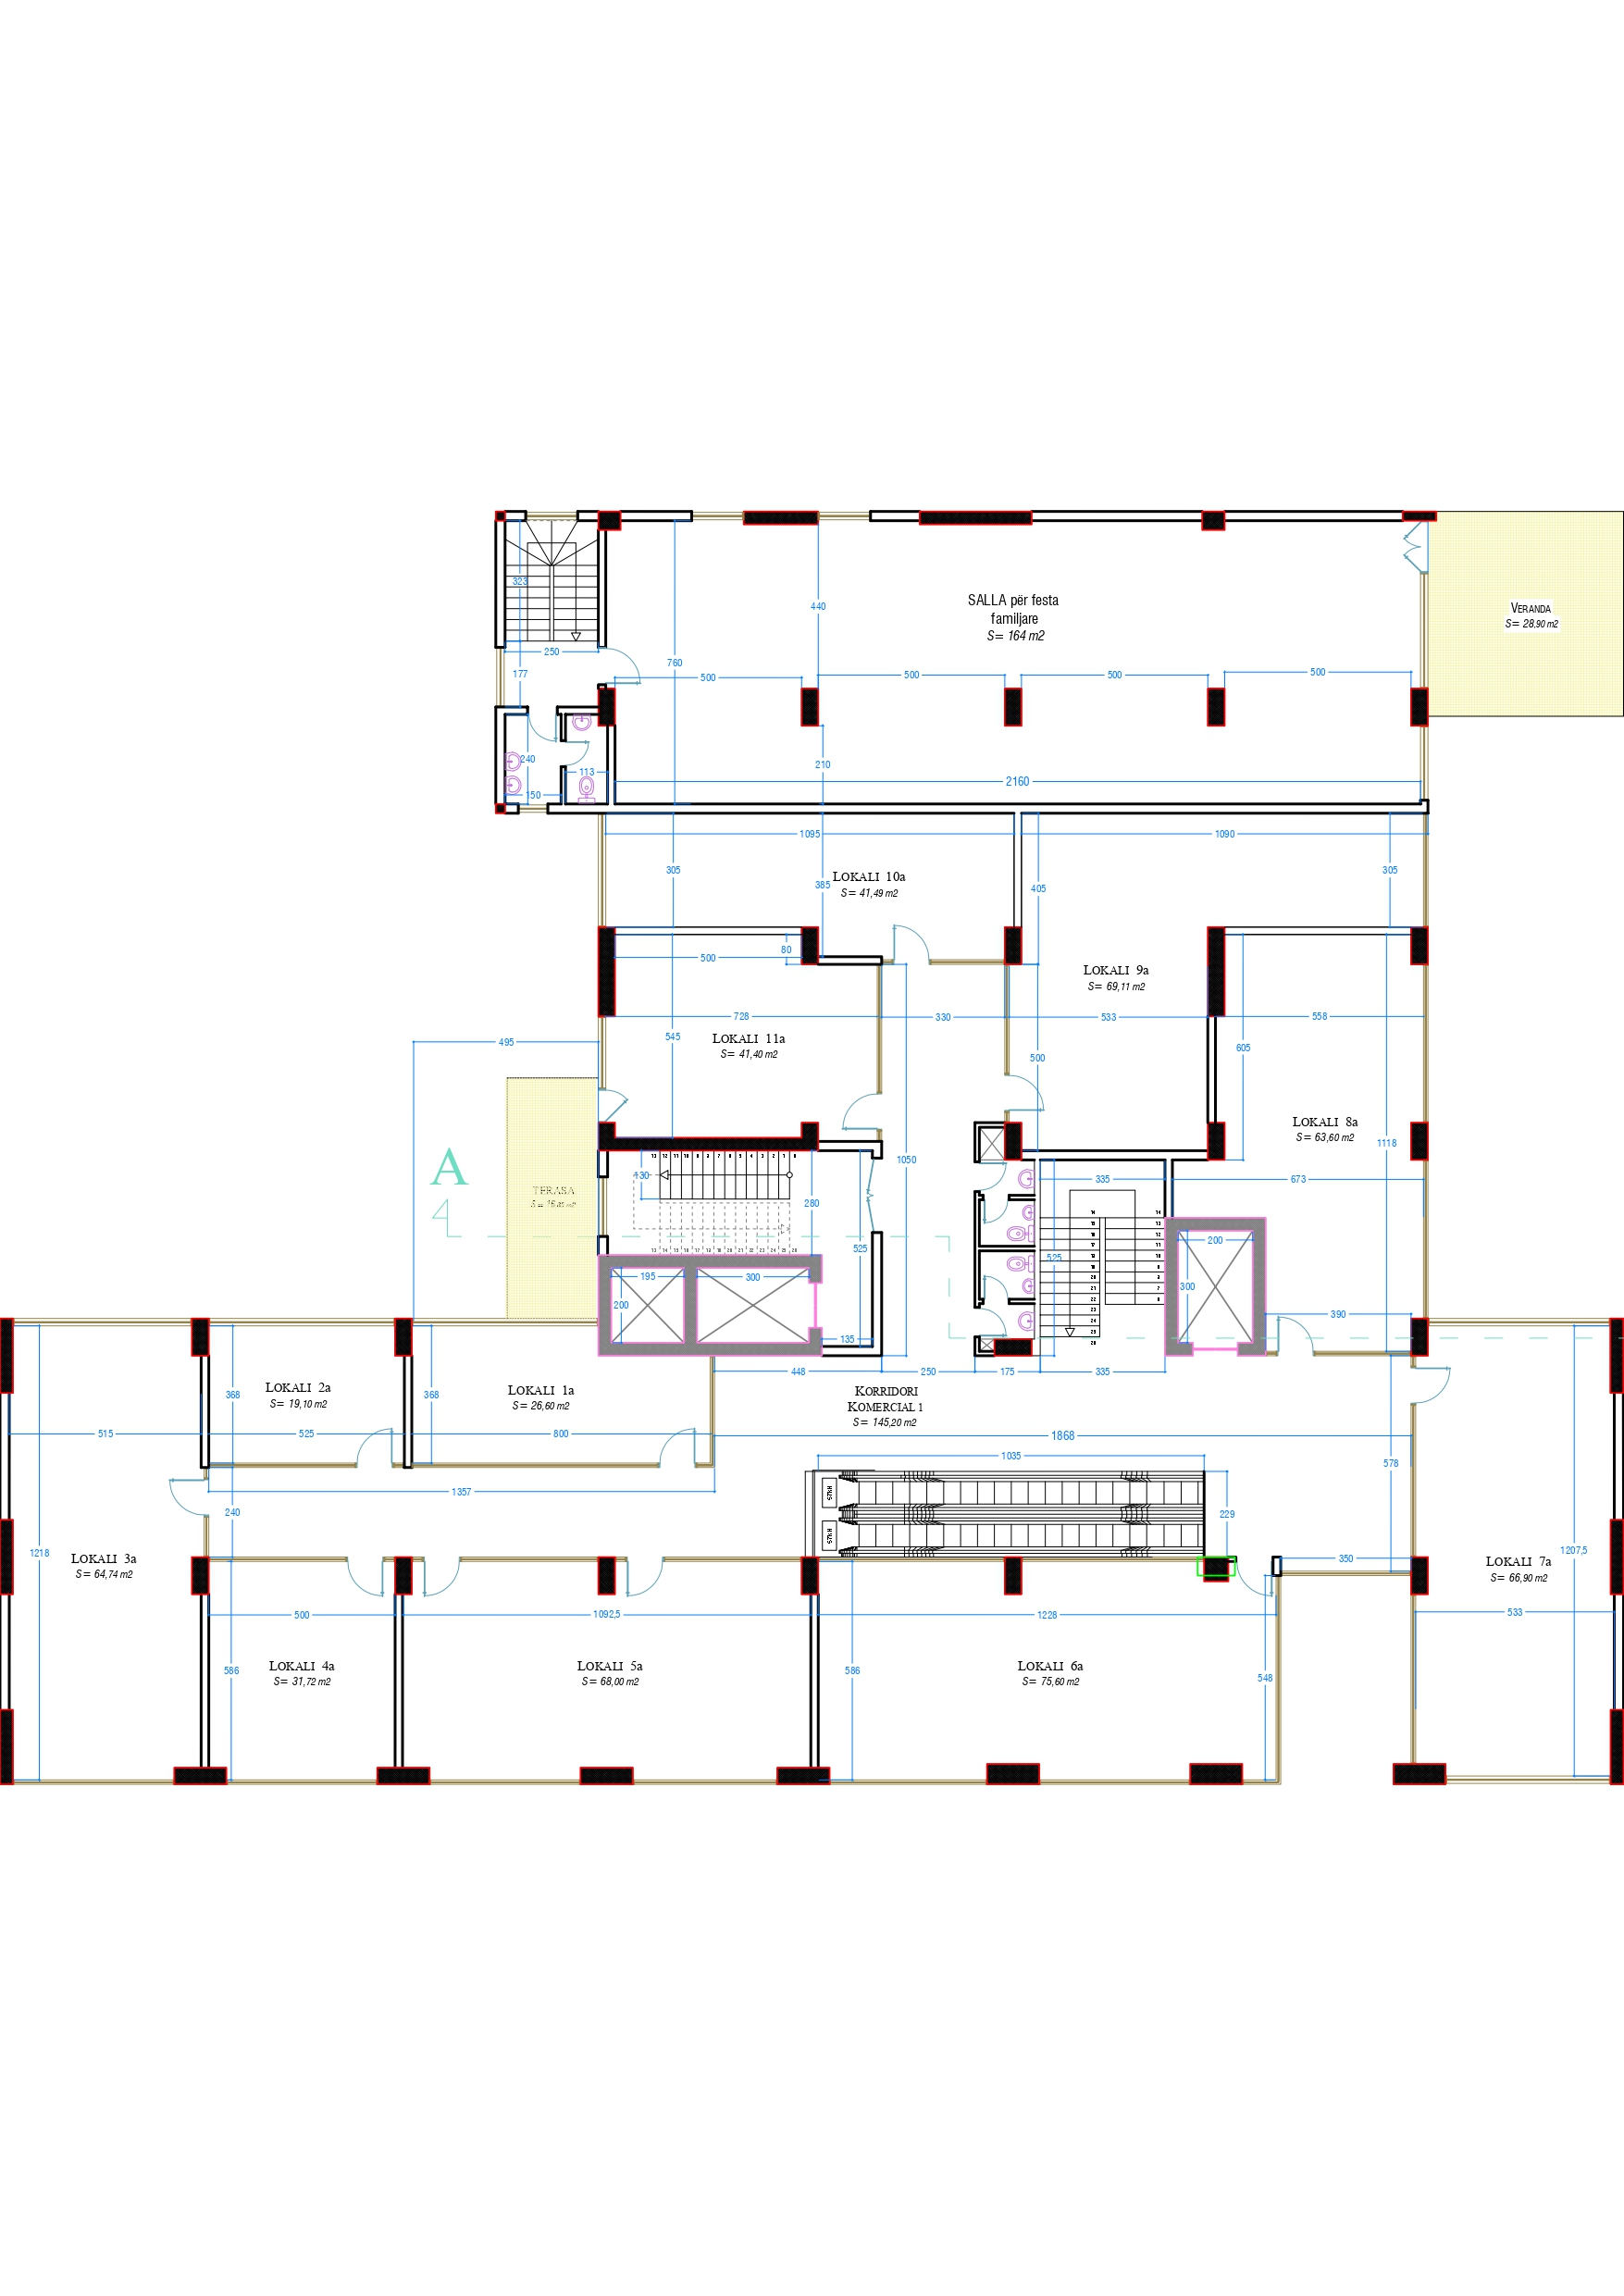 323
250
177
240
113
150
760
440
500
500
500
500
210
2160
SALLA për festa
familjare
S= 164 m2
VERANDA
S= 28,90 m2
1095
1090
305
385
405
305
LOKALI 10a
S= 41,49 m2
80
500
728
330
533
558
545
500
605
LOKALI 9a
S= 69,11 m2
LOKALI 11a
S= 41,40 m2
495
LOKALI 8a
S= 63,60 m2
1118
1050
A
TERASA
130
280
335
673
525
525
195
300
200
200
300
135
390
448
250
175
335
368
368
LOKALI 2a
S= 19,10 m2
LOKALI 1a
S= 26,60 m2
KORRIDORI
KOMERCIAL 1
S= 145,20 m2
515
525
800
1868
1035
578
1357
240
229
1218
LOKALI 3a
S= 64,74 m2
350
1207,5
LOKALI 7a
S= 66,90 m2
500
1092,5
1228
533
586
LOKALI 4a
S= 31,72 m2
LOKALI 5a
S= 68,00 m2
586
LOKALI 6a
S= 75,60 m2
548